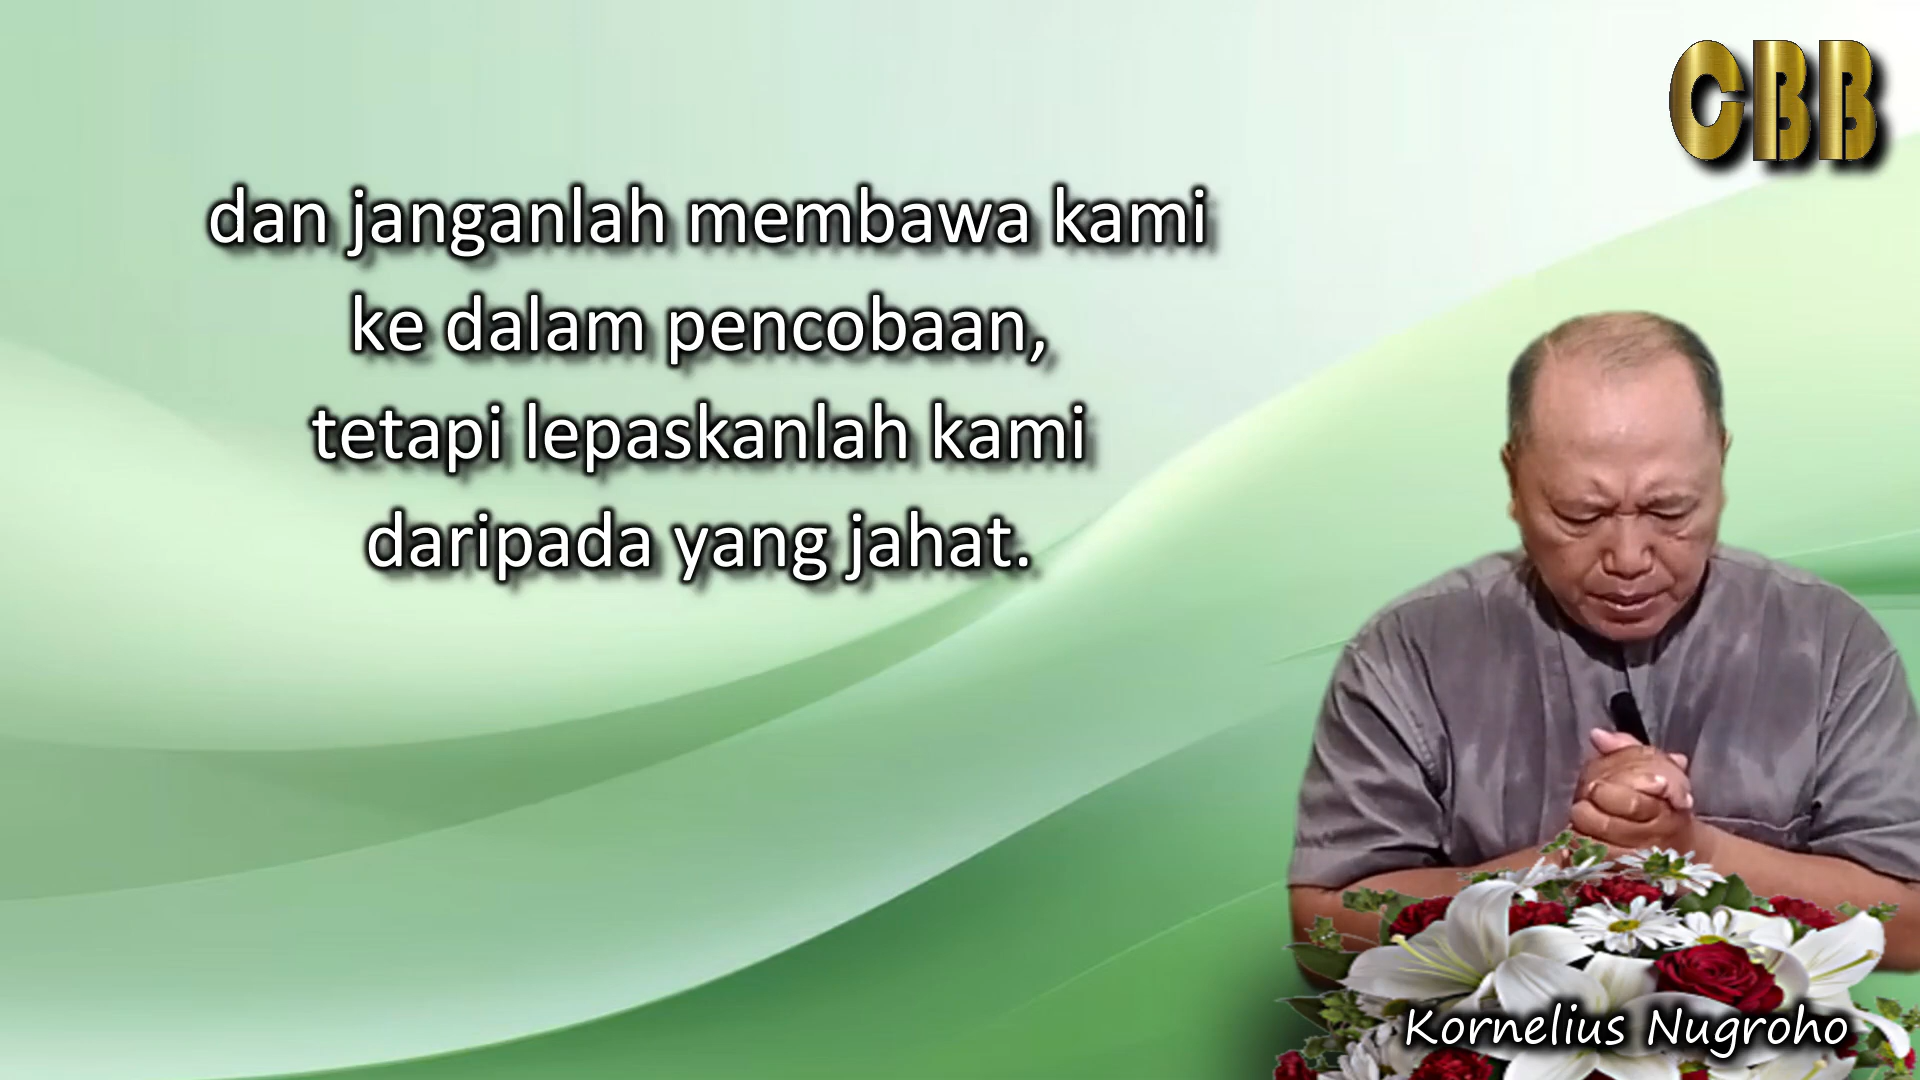 CBB
dan janganlah membawa kami
ke dalam pencobaan,
tetapi lepaskanlah kami
daripada yang jahat.
Kornelius Nugroho